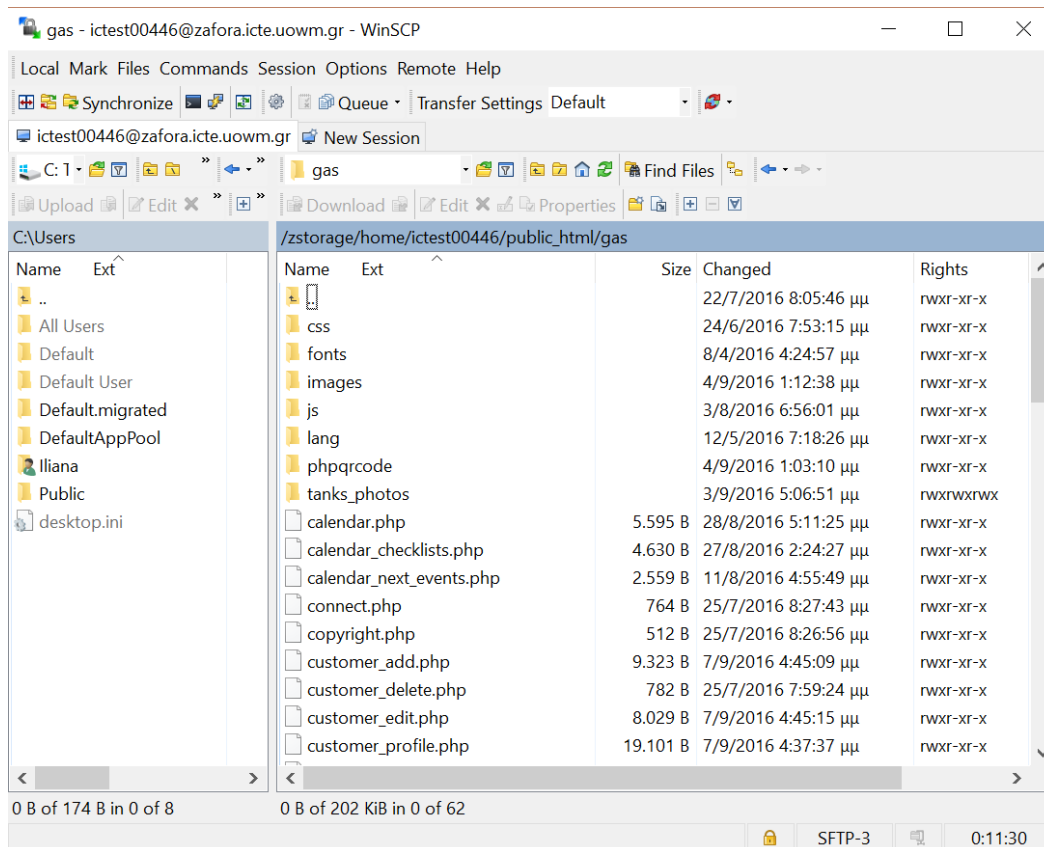 gas - ictest00446@zafora.icte.uowm.gr - WinSCP
Local Mark Files Commands Session Options Remote Help
Synchronize Queue Transfer Settings Default
ictest00446@zafora.icte.uowm.gr New Session
C: gas Find Files
Upload Edit Download Edit Properties
C:\Users /zstorage/home/ictest00446/public_html/gas
Name Ext Name Ext Size Changed Rights
.. .. 22/7/2016 8:05:46 μμ rwxr-xr-x
All Users css 24/6/2016 7:53:15 μμ rwxr-xr-x
Default fonts 8/4/2016 4:24:57 μμ rwxr-xr-x
Default User images 4/9/2016 1:12:38 μμ rwxr-xr-x
Default.migrated js 3/8/2016 6:56:01 μμ rwxr-xr-x
DefaultAppPool lang 12/5/2016 7:18:26 μμ rwxr-xr-x
Iliana phpqrcode 4/9/2016 1:03:10 μμ rwxr-xr-x
Public tanks_photos 3/9/2016 5:06:51 μμ rwxrwxrwx
desktop.ini calendar.php 5.595 B 28/8/2016 5:11:25 μμ rwxr-xr-x
calendar_checklists.php 4.630 B 27/8/2016 2:24:27 μμ rwxr-xr-x
calendar_next_events.php 2.559 B 11/8/2016 4:55:49 μμ rwxr-xr-x
connect.php 764 B 25/7/2016 8:27:43 μμ rwxr-xr-x
copyright.php 512 B 25/7/2016 8:26:56 μμ rwxr-xr-x
customer_add.php 9.323 B 7/9/2016 4:45:09 μμ rwxr-xr-x
customer_delete.php 782 B 25/7/2016 7:59:24 μμ rwxr-xr-x
customer_edit.php 8.029 B 7/9/2016 4:45:15 μμ rwxr-xr-x
customer_profile.php 19.101 B 7/9/2016 4:37:37 μμ rwxr-xr-x
0 B of 174 B in 0 of 8 0 B of 202 KiB in 0 of 62
SFTP-3 0:11:30